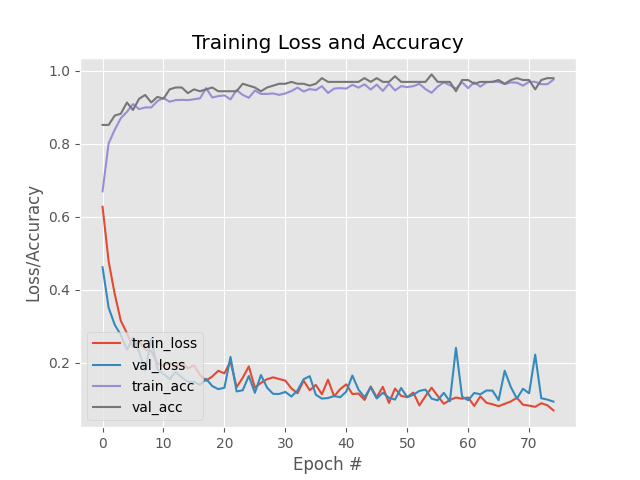 Training Loss and Accuracy
1.0
0.8
0.6
0.4
0.2
Loss/Accuracy
train_loss
val_loss
train_acc
val_acc
0 10 20 30 40 50 60 70
Epoch #